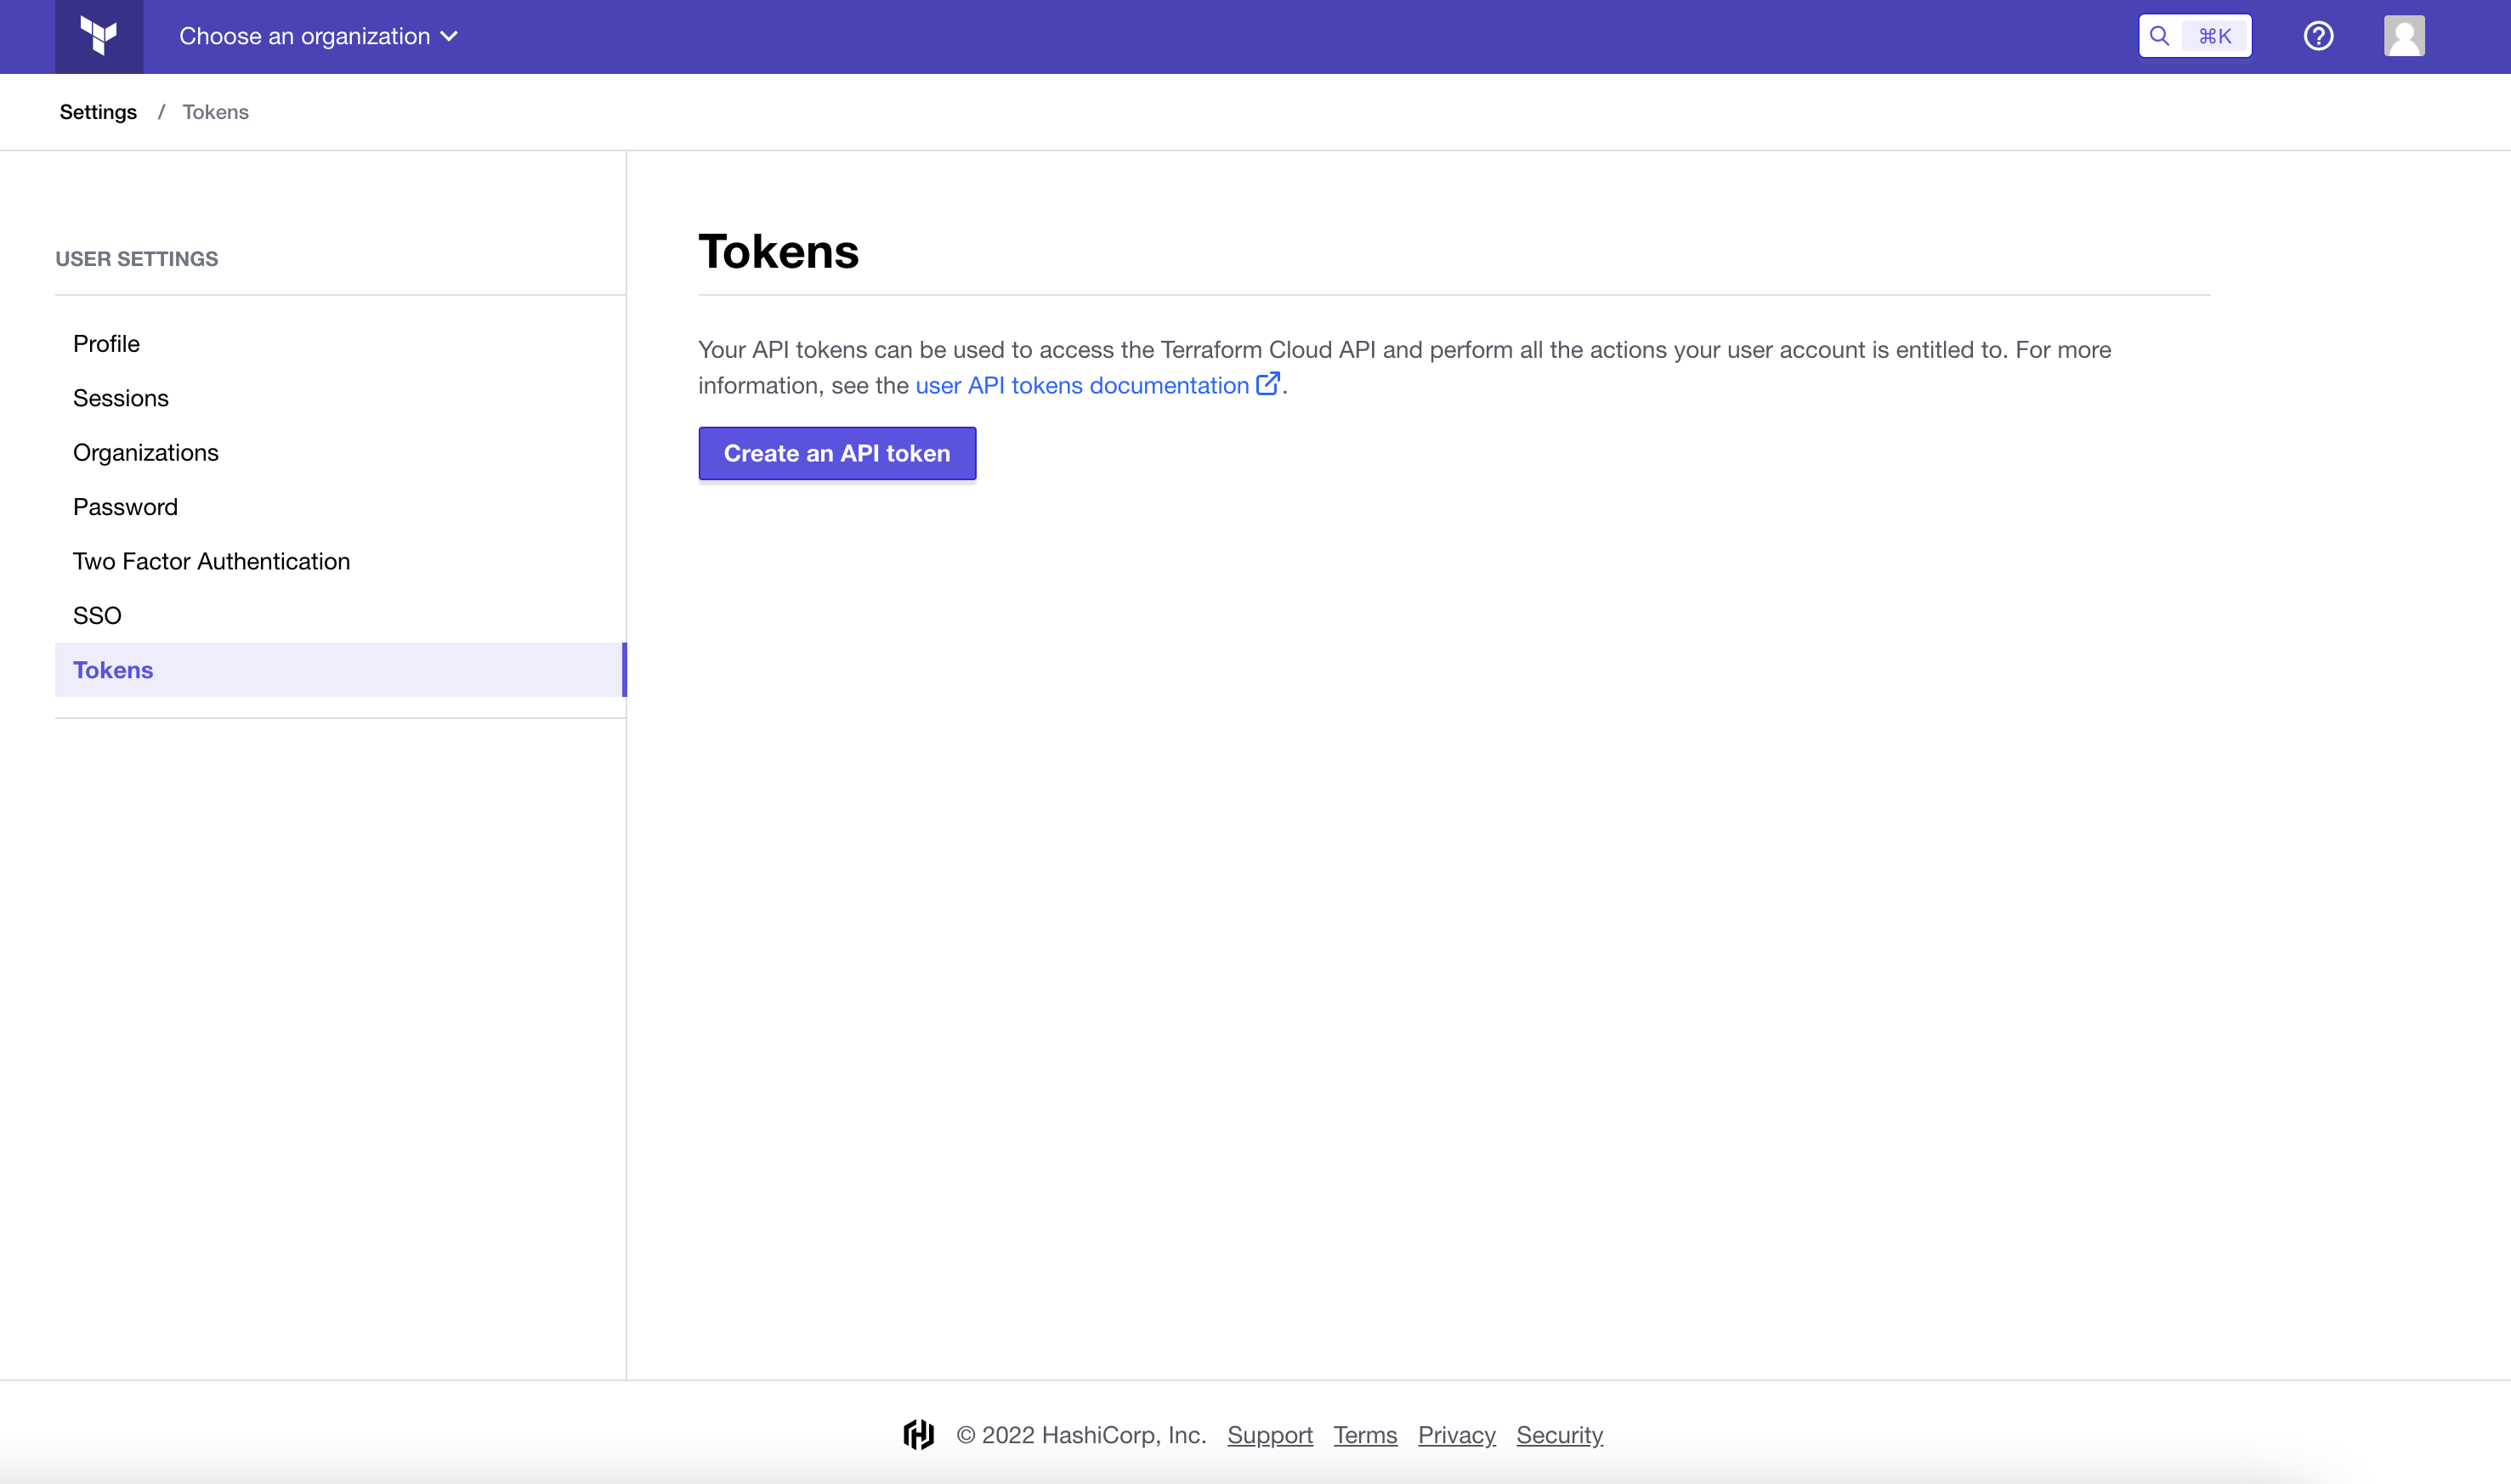 Choose an organization
⌘K
Settings / Tokens
USER SETTINGS
Profile
Sessions
Organizations
Password
Two Factor Authentication
SSO
Tokens
Tokens
Your API tokens can be used to access the Terraform Cloud API and perform all the actions your user account is entitled to. For more
information, see the user API tokens documentation.
Create an API token
© 2022 HashiCorp, Inc. Support Terms Privacy Security